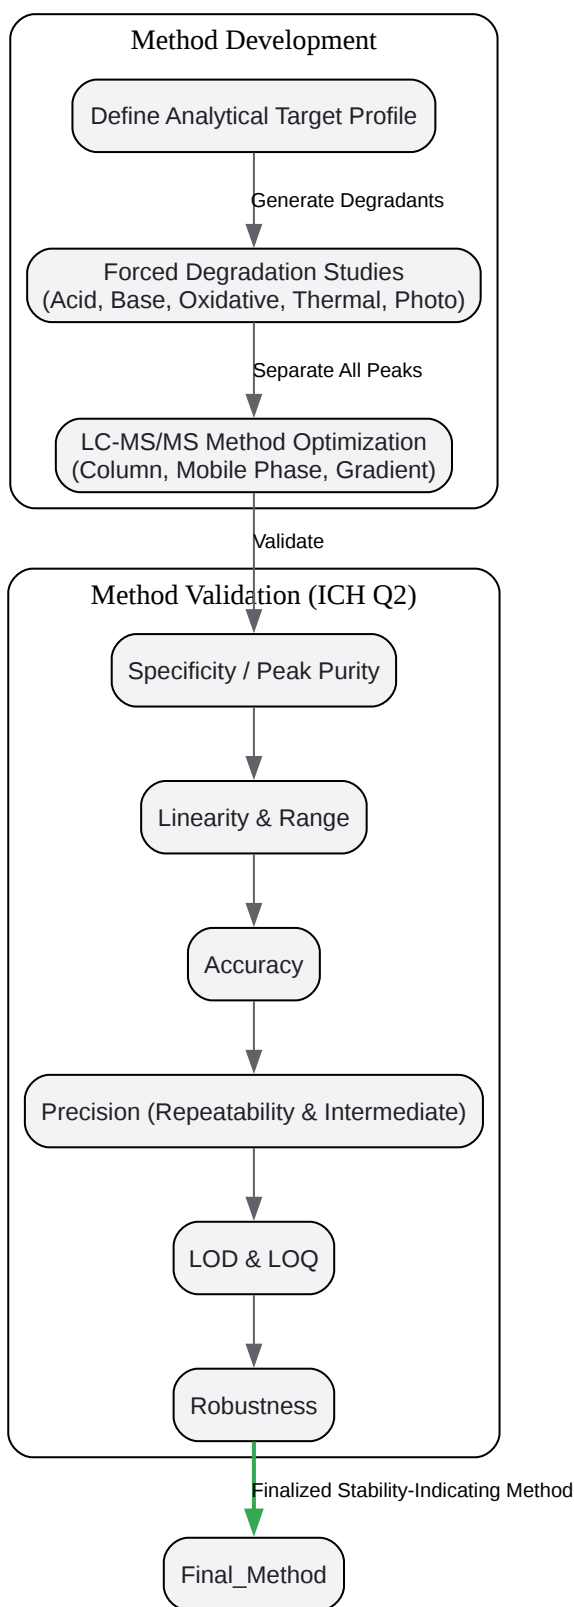 Method Development
Define Analytical Target Profile
Generate Degradants
Forced Degradation Studies
(Acid, Base, Oxidative, Thermal, Photo)
Separate All Peaks
LC-MS/MS Method Optimization
(Column, Mobile Phase, Gradient)
Validate
Method Validation (ICH Q2)
Specificity / Peak Purity
Linearity & Range
Accuracy
Precision (Repeatability & Intermediate)
LOD & LOQ
Robustness
Finalized Stability-Indicating Method
Final_Method